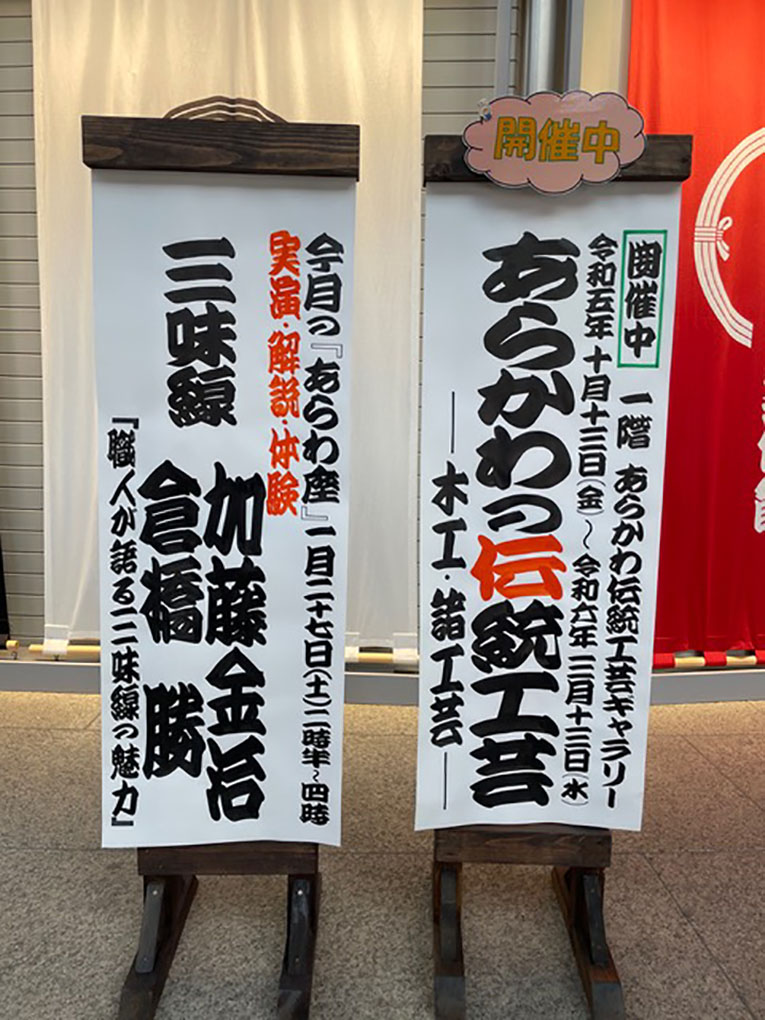 開催中
開催中 一階 あらかわ伝統工芸ギャラリー
令和五年十月十三日(金)～令和六年三月十三日(水)
あらかわの伝統工芸
―木工・諸工芸―
今月の『あらわ座』一月二十七日(土)二時半～四時
実演・解説・体験
三味線
加藤金治
倉橋 勝
『職人が語る三味線の魅力』